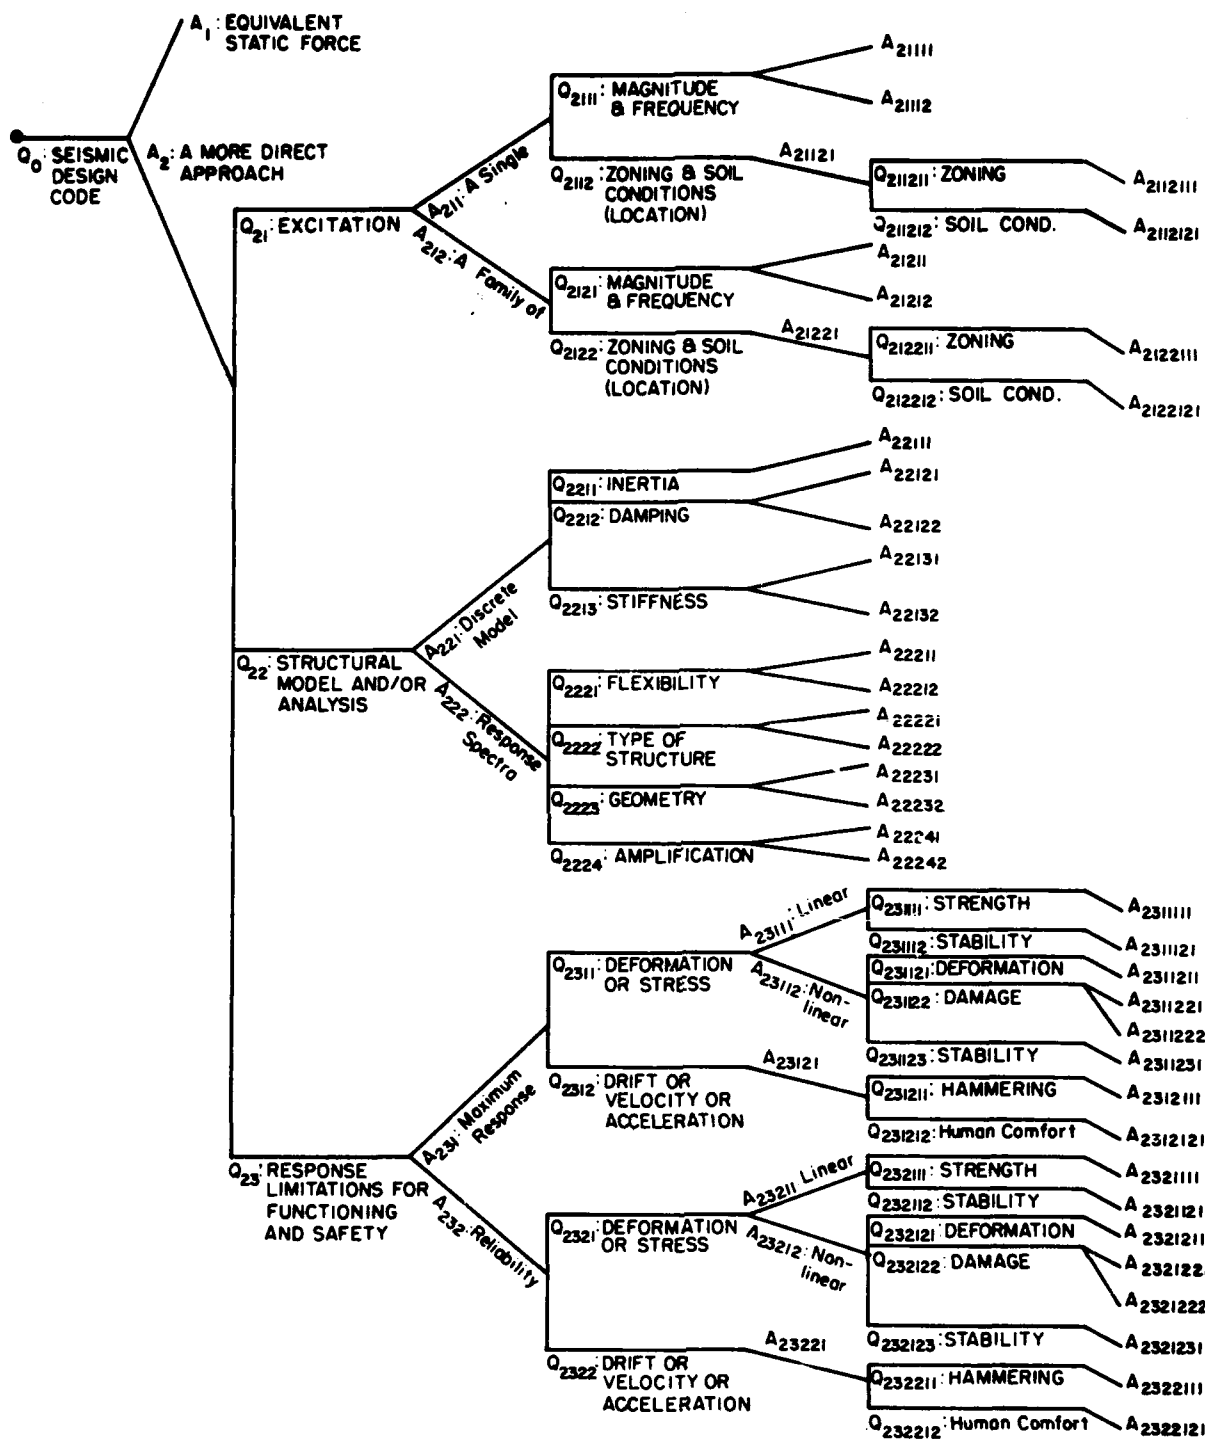 A1: EQUIVALENT
STATIC FORCE
Q0: SEISMIC
DESIGN
CODE
A2: A MORE DIRECT
APPROACH
Q21: EXCITATION
A211: A Single
A212: A Family of
Q2111: MAGNITUDE
& FREQUENCY
A21111
A21112
Q2112: ZONING & SOIL
CONDITIONS
(LOCATION)
A21121
Q211211: ZONING
A2112111
Q211212: SOIL COND.
A2112121
Q2121: MAGNITUDE
& FREQUENCY
A21211
A21212
Q2122: ZONING & SOIL
CONDITIONS
(LOCATION)
A21221
Q212211: ZONING
A2122111
Q212212: SOIL COND.
A2122121
Q22: STRUCTURAL
MODEL AND/OR
ANALYSIS
A221: Discrete
Model
A222: Response
Spectra
Q2211: INERTIA
A22111
Q2212: DAMPING
A22121
A22122
Q2213: STIFFNESS
A22131
A22132
Q2221: FLEXIBILITY
A22211
A22212
Q2222: TYPE OF
STRUCTURE
A22221
A22222
Q2223: GEOMETRY
A22231
A22232
Q2224: AMPLIFICATION
A22241
A22242
Q23: RESPONSE
LIMITATIONS FOR
FUNCTIONING
AND SAFETY
A231: Maximum
Response
A232: Reliability
Q2311: DEFORMATION
OR STRESS
A23111: Linear
A23112: Non-
linear
Q231111: STRENGTH
A2311111
Q231112: STABILITY
A2311121
Q231121: DEFORMATION
A2311211
Q231122: DAMAGE
A2311221
A2311222
Q231123: STABILITY
A2311231
Q2312: DRIFT OR
VELOCITY OR
ACCELERATION
A23121
Q231211: HAMMERING
A2312111
Q231212: Human Comfort
A2312121
Q2321: DEFORMATION
OR STRESS
A23211: Linear
A23212: Non-
linear
Q232111: STRENGTH
A2321111
Q232112: STABILITY
A2321121
Q232121: DEFORMATION
A2321211
Q232122: DAMAGE
A232122
A2321222
Q232123: STABILITY
A2321231
Q2322: DRIFT OR
VELOCITY OR
ACCELERATION
A23221
Q232211: HAMMERING
A2322111
Q232212: Human Comfort
A2322121